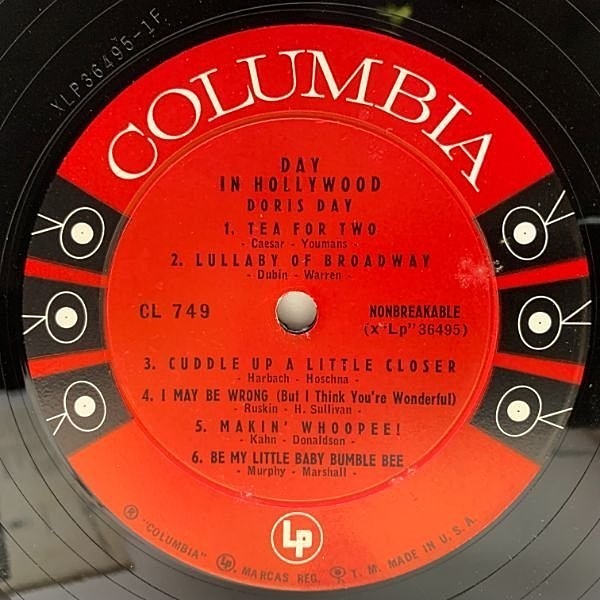 XLP36495-1F
COLUMBIA
DAY
IN HOLLYWOOD
DORIS DAY
1. TEA FOR TWO
- Caesar - Youmans -
2. LULLABY OF BROADWAY
- Dubin - Warren -
CL 749
NONBREAKABLE
(x"Lp" 36495)
3. CUDDLE UP A LITTLE CLOSER
- Harbach - Hoschna -
4. I MAY BE WRONG (But I Think You're Wonderful)
- Ruskin - H. Sullivan -
5. MAKIN' WHOOPEE!
- Kahn - Donaldson -
6. BE MY LITTLE BABY BUMBLE BEE
- Murphy - Marshall -
Lp
® "COLUMBIA" Lp, MARCAS REG. T. M. MADE IN U. S. A.